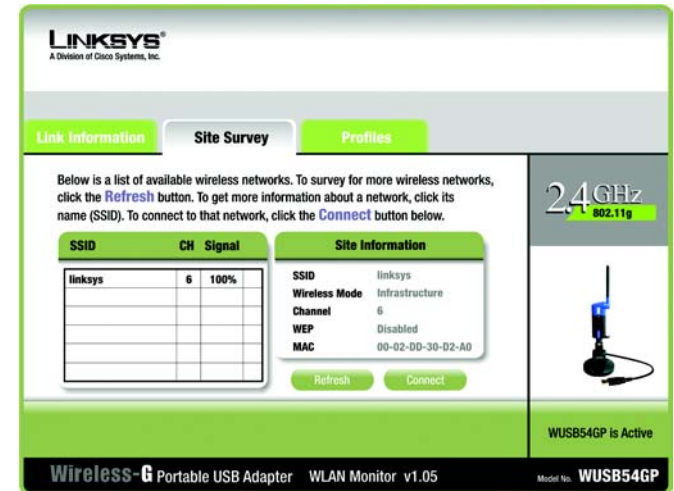 LINKSYS®
A Division of Cisco Systems, Inc.
Link Information
Site Survey
Profiles
Below is a list of available wireless networks. To survey for more wireless networks,
click the Refresh button. To get more information about a network, click its
name (SSID). To connect to that network, click the Connect button below.
SSID CH Signal
linksys 6 100%
Site Information
SSID linksys
Wireless Mode Infrastructure
Channel 6
WEP Disabled
MAC 00-02-DD-30-D2-A0
Refresh Connect
2.4GHz
802.11g
WUSB54GP is Active
Wireless-G Portable USB Adapter WLAN Monitor v1.05
Model No. WUSB54GP